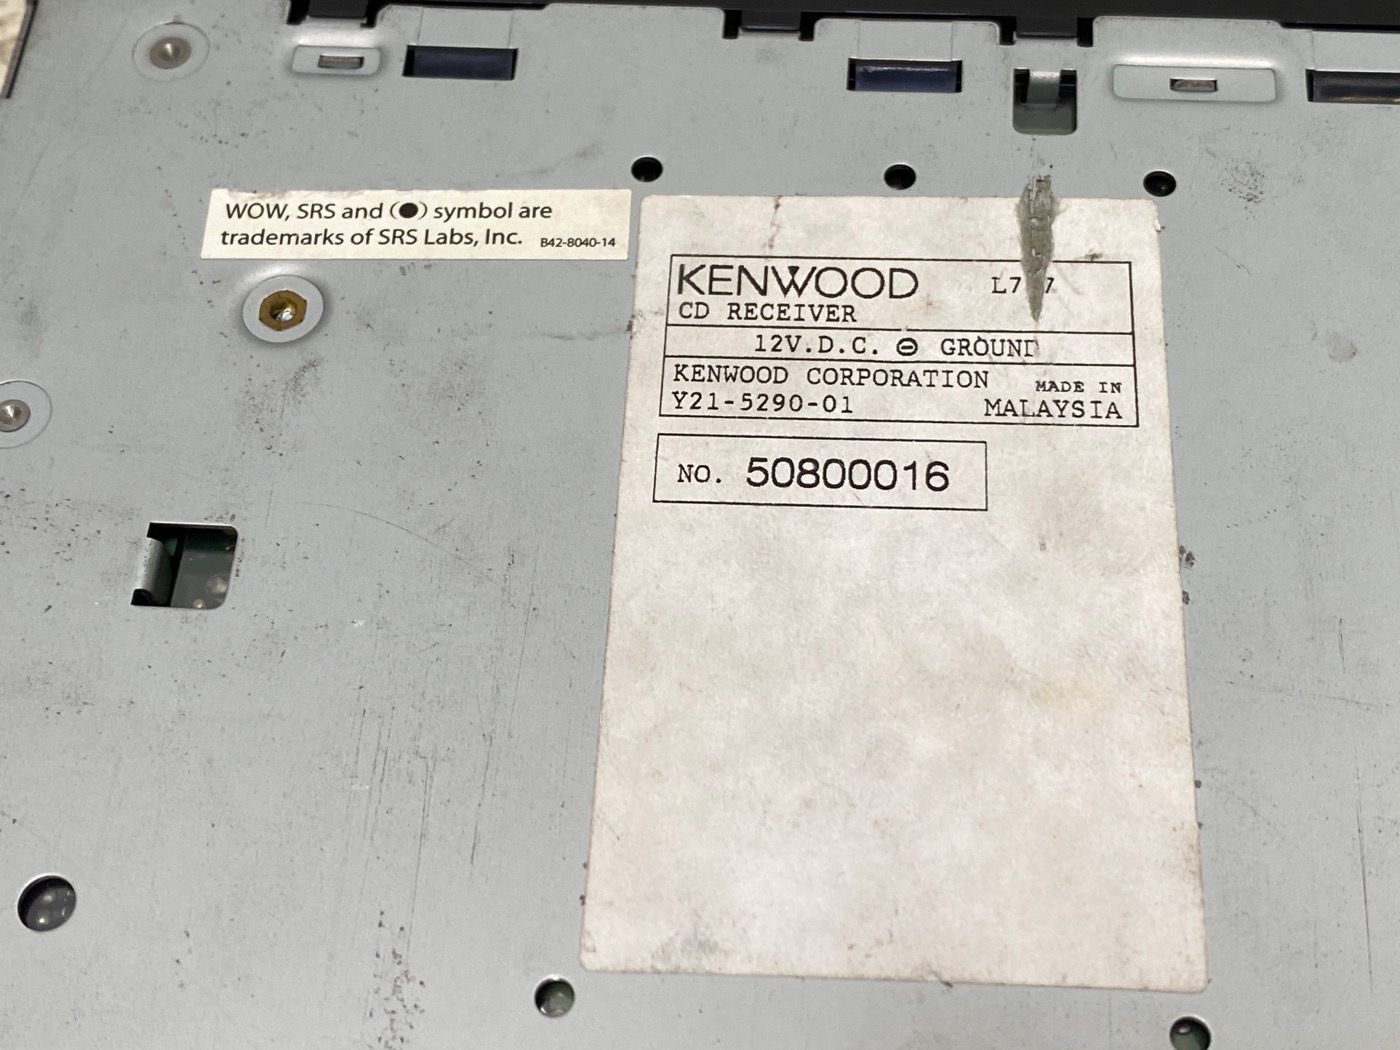 WOW, SRS and (●) symbol are
trademarks of SRS Labs, Inc. B42-8040-14
KENWOOD
CD RECEIVER
12V.D.C. ⊖ GROUND
KENWOOD CORPORATION MADE IN
Y21-5290-01 MALAYSIA
NO. 50800016